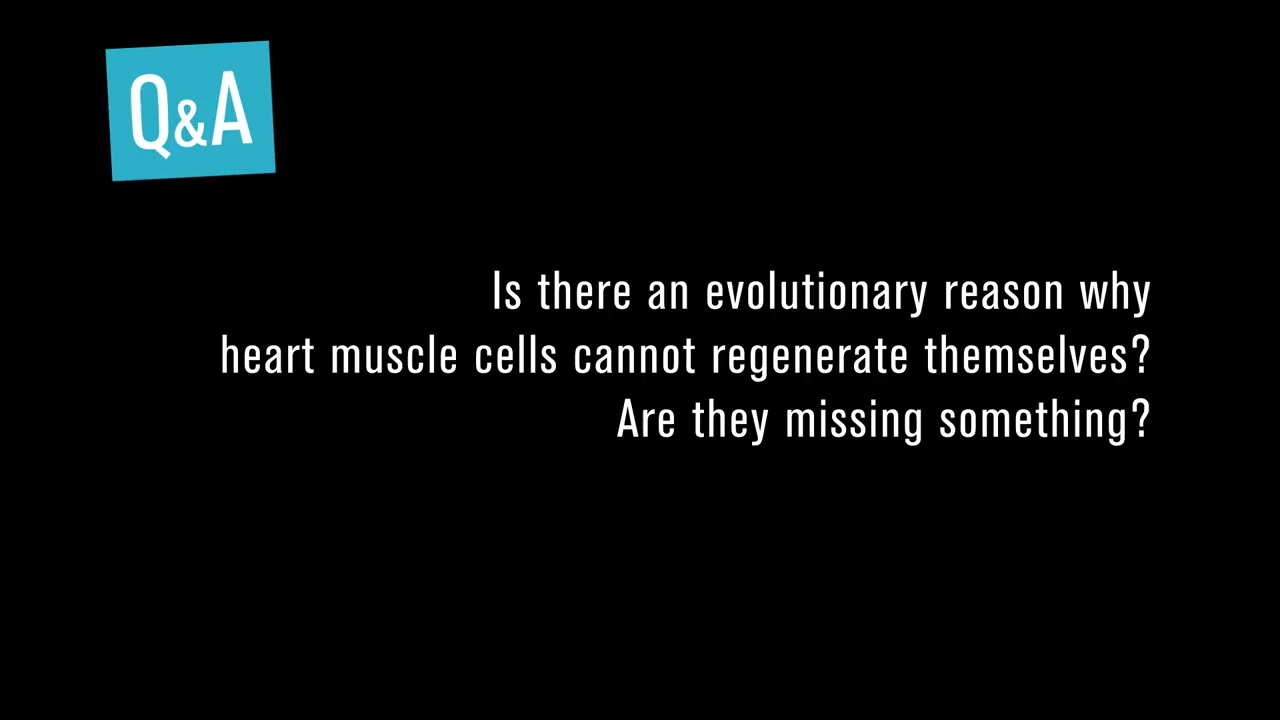 Q&A
Is there an evolutionary reason why
heart muscle cells cannot regenerate themselves?
Are they missing something?